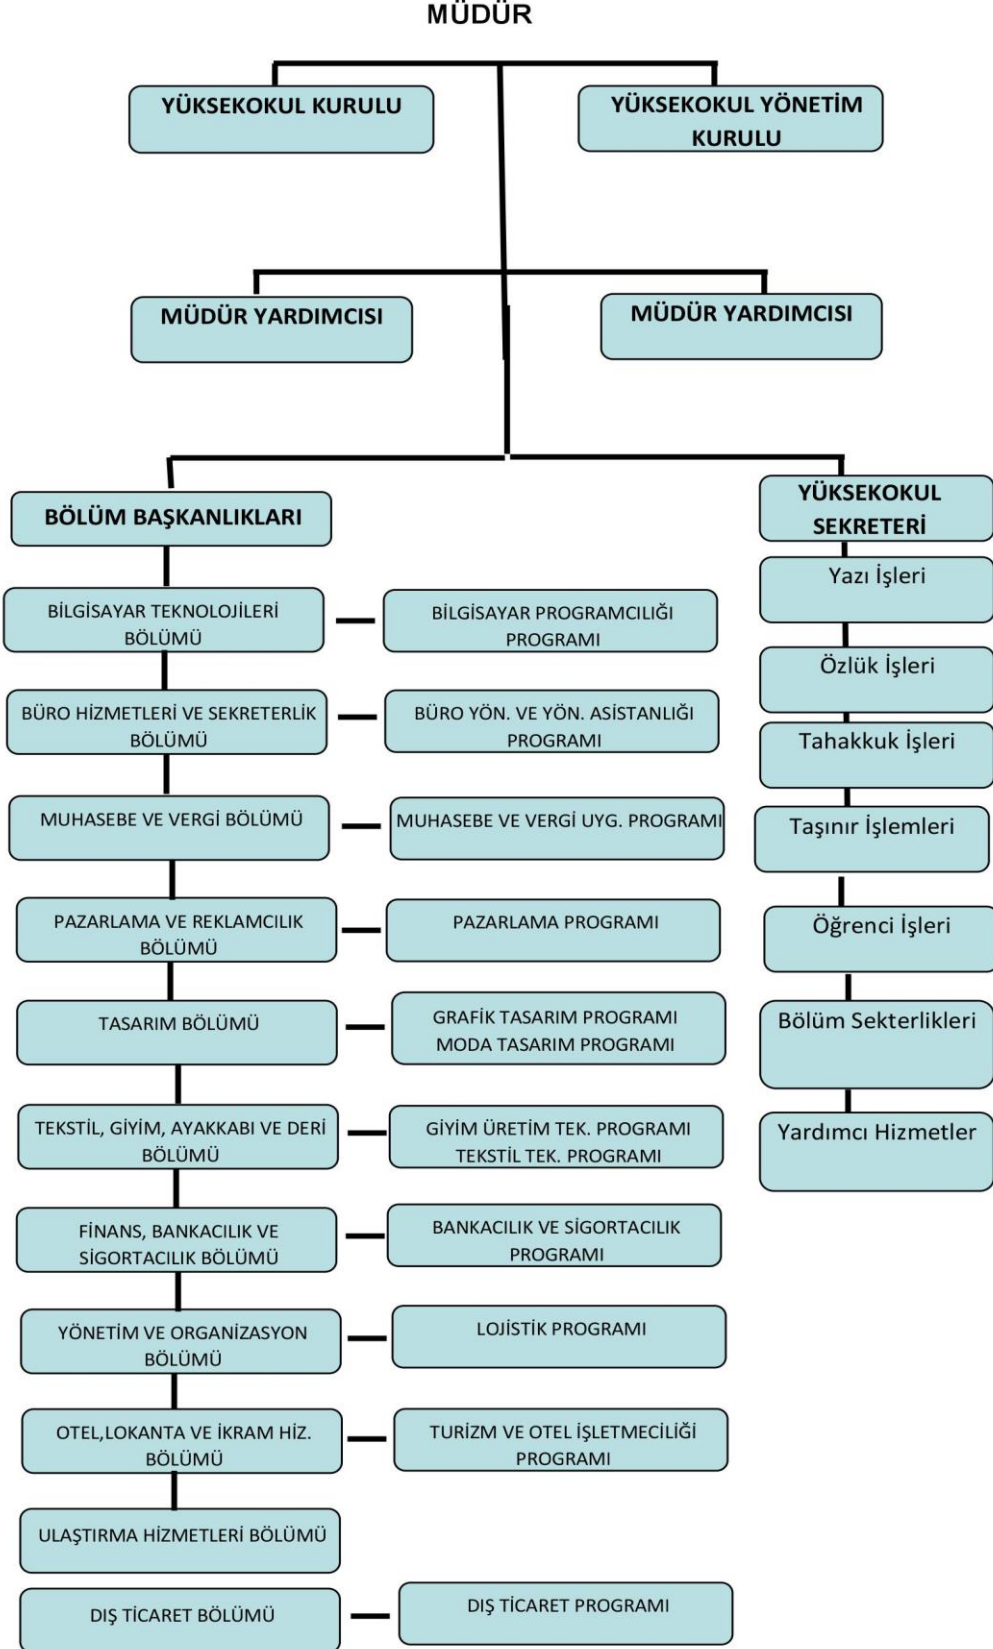 MÜDÜR
YÜKSEKOKUL KURULU
YÜKSEKOKUL YÖNETİM
KURULU
MÜDÜR YARDIMCISI
MÜDÜR YARDIMCISI
BÖLÜM BAŞKANLIKLARI
BİLGİSAYAR TEKNOLOJİLERİ
BÖLÜMÜ
BİLGİSAYAR PROGRAMCILIĞI
PROGRAMI
BÜRO HİZMETLERİ VE SEKRETERLİK
BÖLÜMÜ
BÜRO YÖN. VE YÖN. ASİSTANLIĞI
PROGRAMI
MUHASEBE VE VERGİ BÖLÜMÜ
MUHASEBE VE VERGİ UYG. PROGRAMI
PAZARLAMA VE REKLAMCILIK
BÖLÜMÜ
PAZARLAMA PROGRAMI
TASARIM BÖLÜMÜ
GRAFİK TASARIM PROGRAMI
MODA TASARIM PROGRAMI
TEKSTİL, GİYİM, AYAKKABI VE DERİ
BÖLÜMÜ
GİYİM ÜRETİM TEK. PROGRAMI
TEKSTİL TEK. PROGRAMI
FİNANS, BANKACILIK VE
SİGORTACILIK BÖLÜMÜ
BANKACILIK VE SİGORTACILIK
PROGRAMI
YÖNETİM VE ORGANİZASYON
BÖLÜMÜ
LOJİSTİK PROGRAMI
OTEL,LOKANTA VE İKRAM HİZ.
BÖLÜMÜ
TURİZM VE OTEL İŞLETMECİLİĞİ
PROGRAMI
ULAŞTIRMA HİZMETLERİ BÖLÜMÜ
DIŞ TİCARET BÖLÜMÜ
DIŞ TİCARET PROGRAMI
YÜKSEKOKUL
SEKRETERİ
Yazı İşleri
Özlük İşleri
Tahakkuk İşleri
Taşınır İşlemleri
Öğrenci İşleri
Bölüm Sekterlikleri
Yardımcı Hizmetler